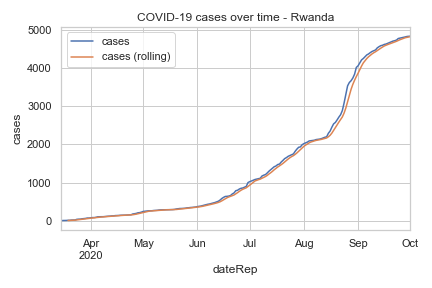 COVID-19 cases over time - Rwanda
cases
cases (rolling)
5000
4000
3000
2000
1000
0
cases
Apr
2020
May
Jun
Jul
Aug
Sep
Oct
dateRep